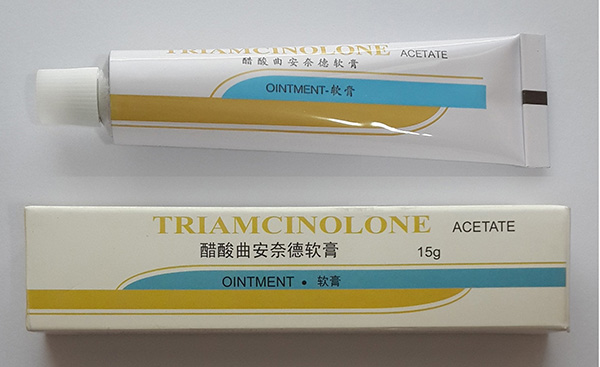 TRIAMCINOLONE ACETATE
醋酸曲安奈德软膏
OINTMENT-软膏
TRIAMCINOLONE ACETATE
醋酸曲安奈德软膏 15g
OINTMENT • 软膏